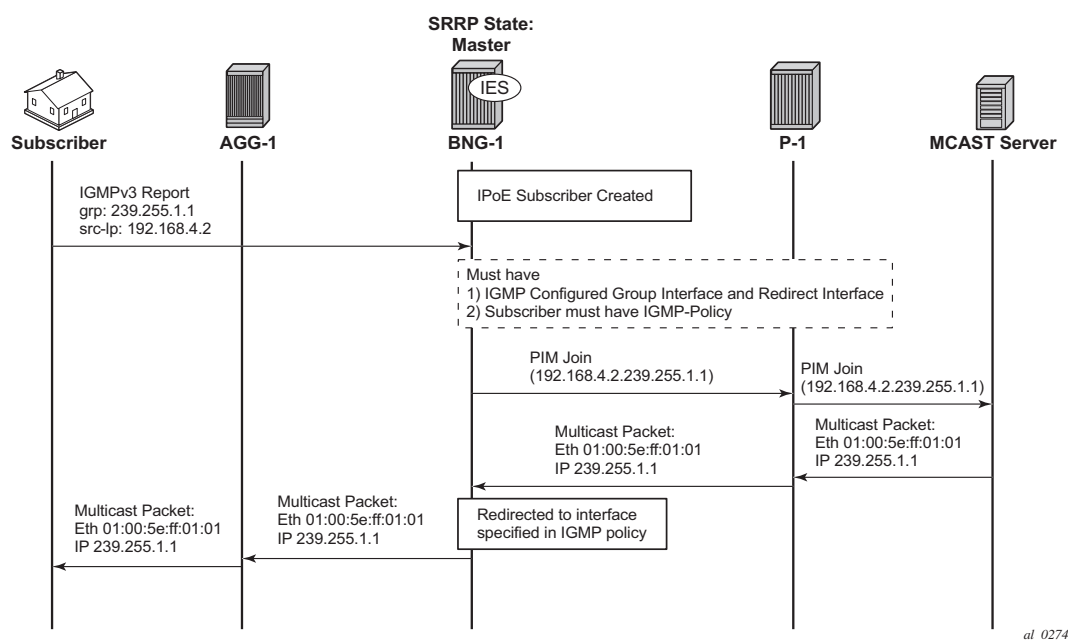 SRRP State:
Master
IES
Subscriber
AGG-1
BNG-1
P-1
MCAST Server
IGMPv3 Report
grp: 239.255.1.1
src-lp: 192.168.4.2
IPoE Subscriber Created
Must have
1) IGMP Configured Group Interface and Redirect Interface
2) Subscriber must have IGMP-Policy
PIM Join
(192.168.4.2.239.255.1.1)
PIM Join
(192.168.4.2.239.255.1.1)
Multicast Packet:
Eth 01:00:5e:ff:01:01
IP 239.255.1.1
Multicast Packet:
Eth 01:00:5e:ff:01:01
IP 239.255.1.1
Redirected to interface
specified in IGMP policy
Multicast Packet:
Eth 01:00:5e:ff:01:01
IP 239.255.1.1
Multicast Packet:
Eth 01:00:5e:ff:01:01
IP 239.255.1.1
al_0274